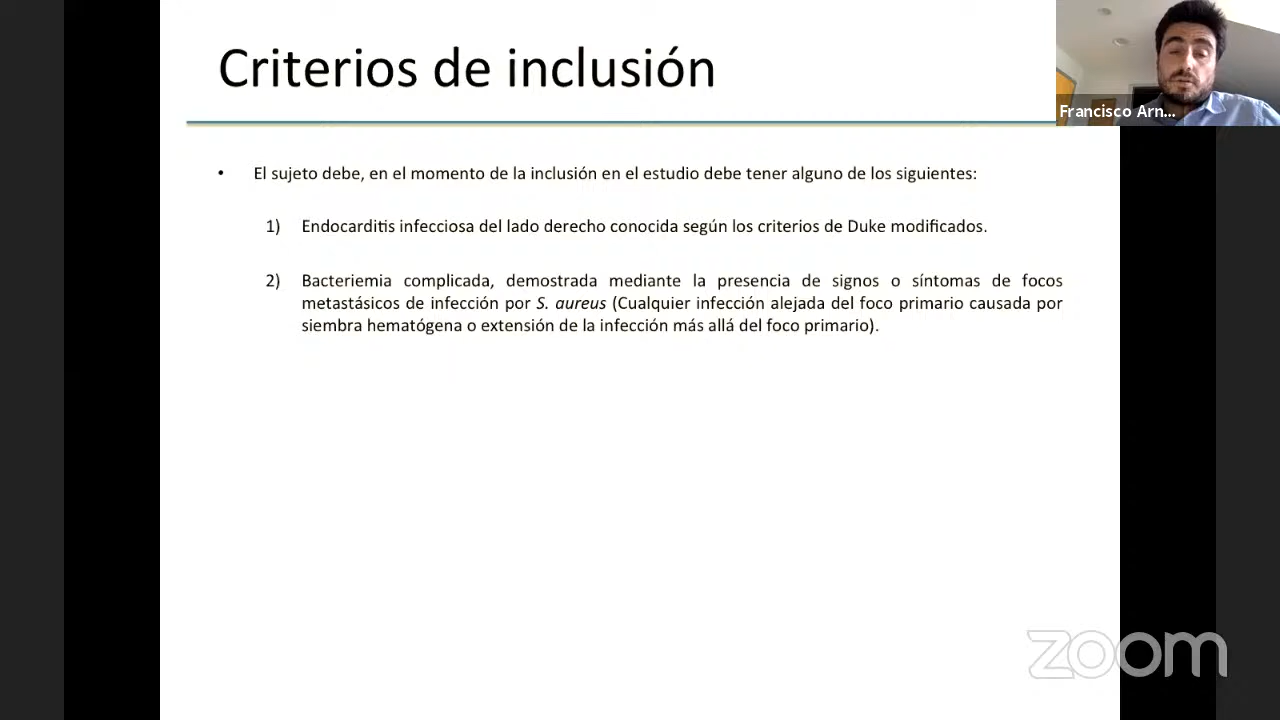 Criterios de inclusión
Francisco Arn...
• El sujeto debe, en el momento de la inclusión en el estudio debe tener alguno de los siguientes:
1) Endocarditis infecciosa del lado derecho conocida según los criterios de Duke modificados.
2) Bacteriemia complicada, demostrada mediante la presencia de signos o síntomas de focos
metastásicos de infección por S. aureus (Cualquier infección alejada del foco primario causada por
siembra hematógena o extensión de la infección más allá del foco primario).
zoom